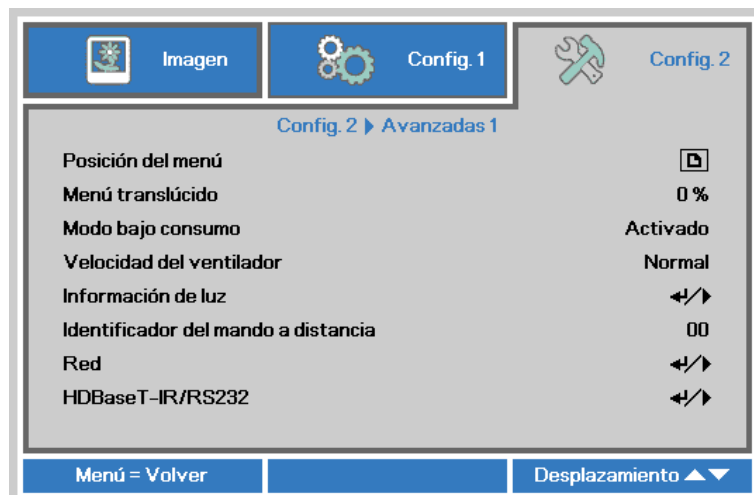 Imagen
Config. 1
Config. 2
Config. 2 ▶ Avanzadas 1
Posición del menú
Menú translúcido 0 %
Modo bajo consumo Activado
Velocidad del ventilador Normal
Información de luz ↵/▶
Identificador del mando a distancia 00
Red ↵/▶
HDBaseT-IR/RS232 ↵/▶
Menú = Volver
Desplazamiento ▲▼